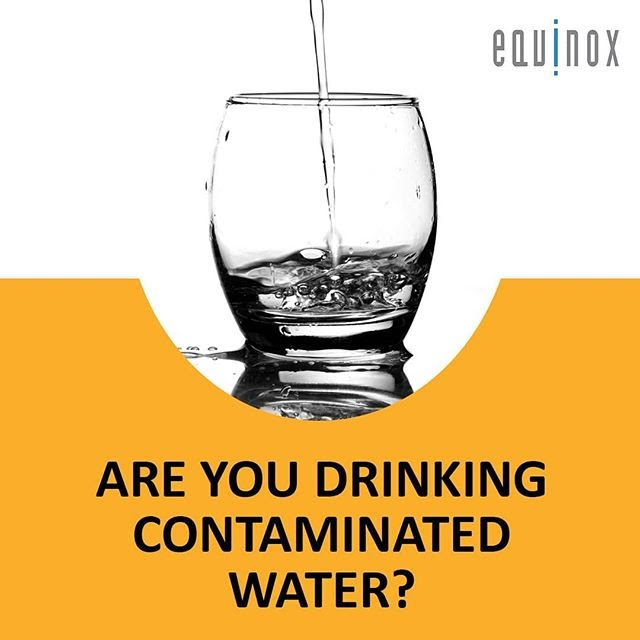 equinox
ARE YOU DRINKING
CONTAMINATED
WATER?